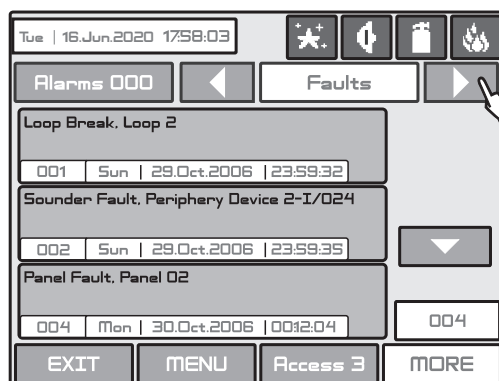 Tue | 16.Jun.2020 17:58:03
Alarms 000 Faults
Loop Break, Loop 2
001 Sun | 29.Oct.2006 | 23:59:32
Sounder Fault, Periphery Device 2-I/024
002 Sun | 29.Oct.2006 | 23:59:35
Panel Fault, Panel 02
004 Mon | 30.Oct.2006 | 00:12:04
004
EXIT MENU Access 3 MORE